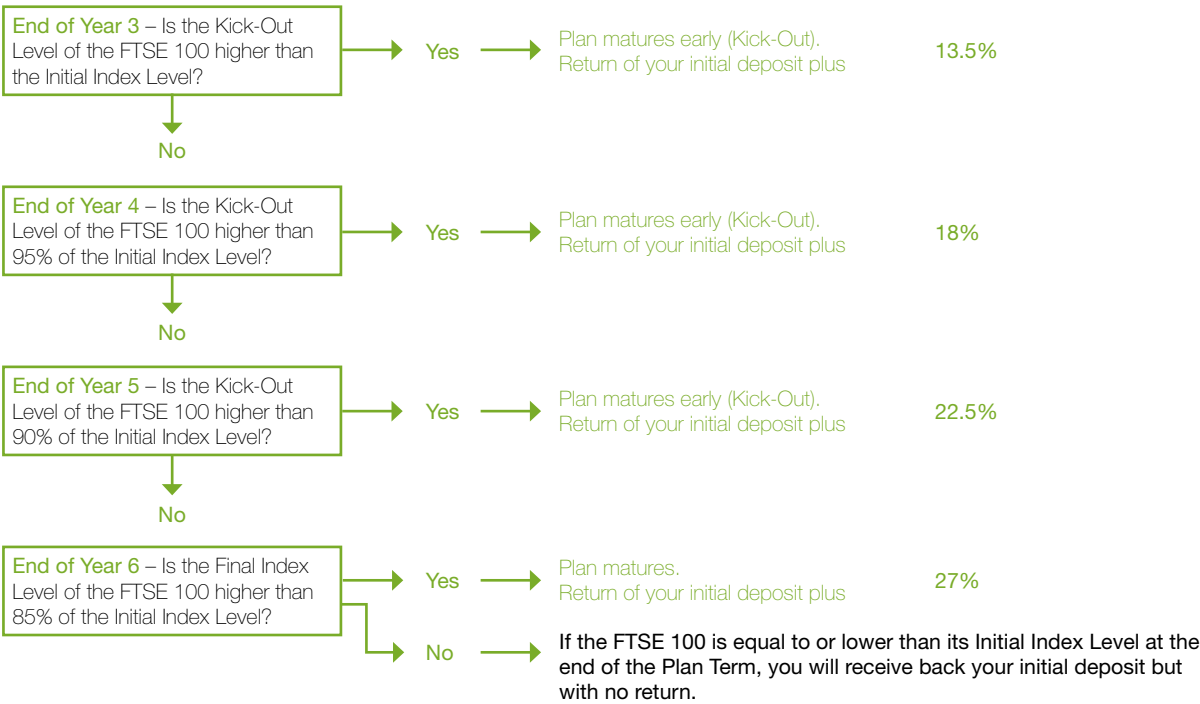 End of Year 3 – Is the Kick-Out
Level of the FTSE 100 higher than
the Initial Index Level?
Yes
Plan matures early (Kick-Out).
Return of your initial deposit plus
13.5%
No
End of Year 4 – Is the Kick-Out
Level of the FTSE 100 higher than
95% of the Initial Index Level?
Yes
Plan matures early (Kick-Out).
Return of your initial deposit plus
18%
No
End of Year 5 – Is the Kick-Out
Level of the FTSE 100 higher than
90% of the Initial Index Level?
Yes
Plan matures early (Kick-Out).
Return of your initial deposit plus
22.5%
No
End of Year 6 – Is the Final Index
Level of the FTSE 100 higher than
85% of the Initial Index Level?
Yes
Plan matures.
Return of your initial deposit plus
27%
No
If the FTSE 100 is equal to or lower than its Initial Index Level at the
end of the Plan Term, you will receive back your initial deposit but
with no return.